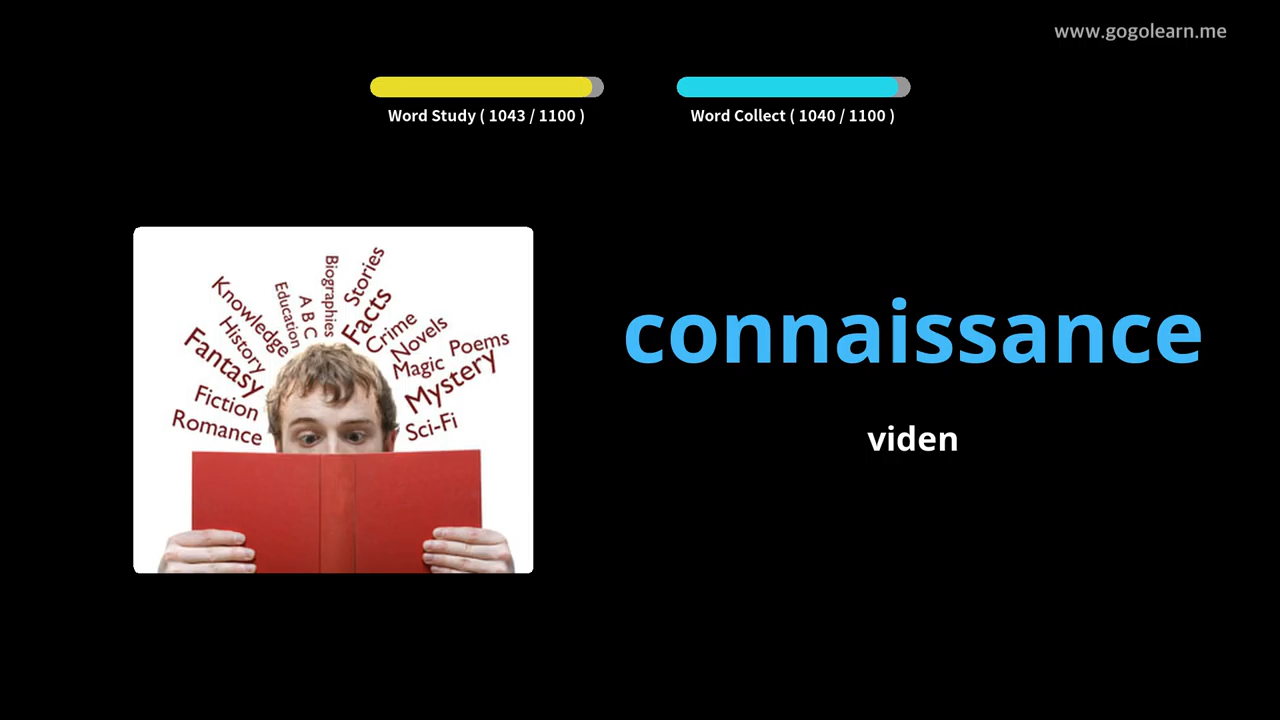 www.gogolearn.me
Word Study ( 1043 / 1100 )
Word Collect ( 1040 / 1100 )
Stories
Biographies
Facts
A B C
Education
Knowledge
Crime
History
Novels
Poems
Fantasy
Magic
Mystery
Fiction
Romance
Sci-Fi
connaissance
viden